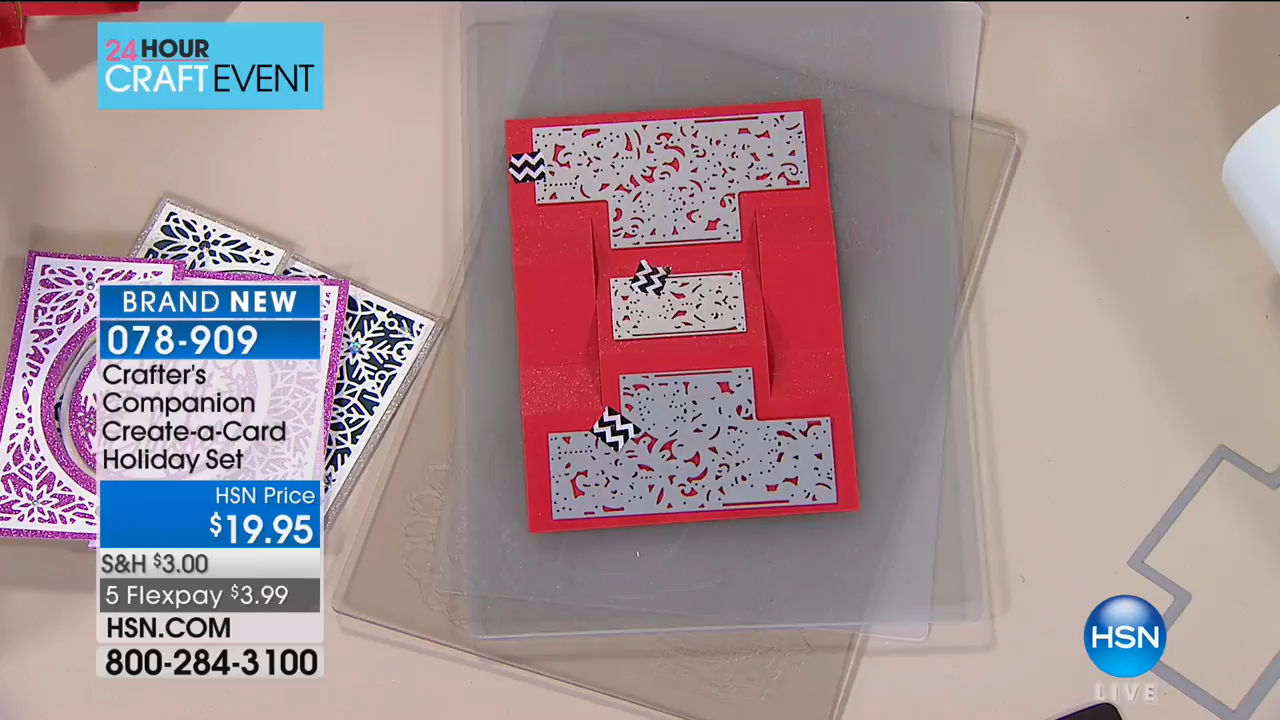 24 HOUR
CRAFT EVENT
BRAND NEW
078-909
Crafter's
Companion
Create-a-Card
Holiday Set
HSN Price
$19.95
S&H $3.00
5 Flexpay $3.99
HSN.COM
800-284-3100
HSN
LIVE